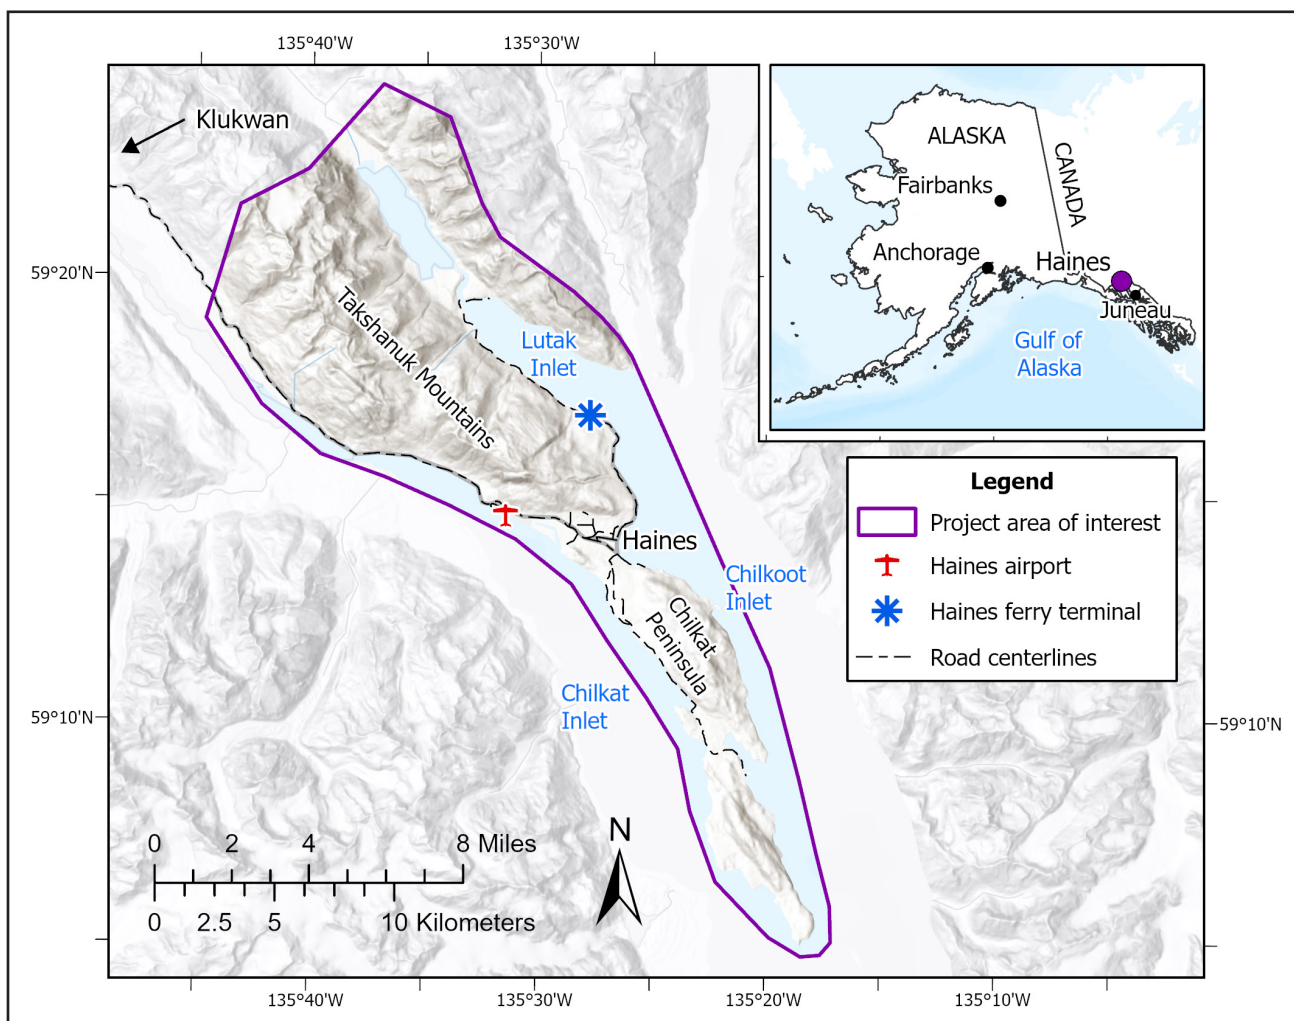 135°40'W
135°30'W
Klukwan
59°20'N
Takshanuk Mountains
Lutak
Inlet
Haines
Chilkoot
Inlet
Chilkat
Peninsula
Chilkat
Inlet
59°10'N
59°10'N
N
0 2 4 8 Miles
0 2.5 5 10 Kilometers
135°40'W
135°30'W
135°20'W
135°10'W
ALASKA
CANADA
Fairbanks
Anchorage
Haines
Juneau
Gulf of
Alaska
Legend
Project area of interest
Haines airport
Haines ferry terminal
Road centerlines